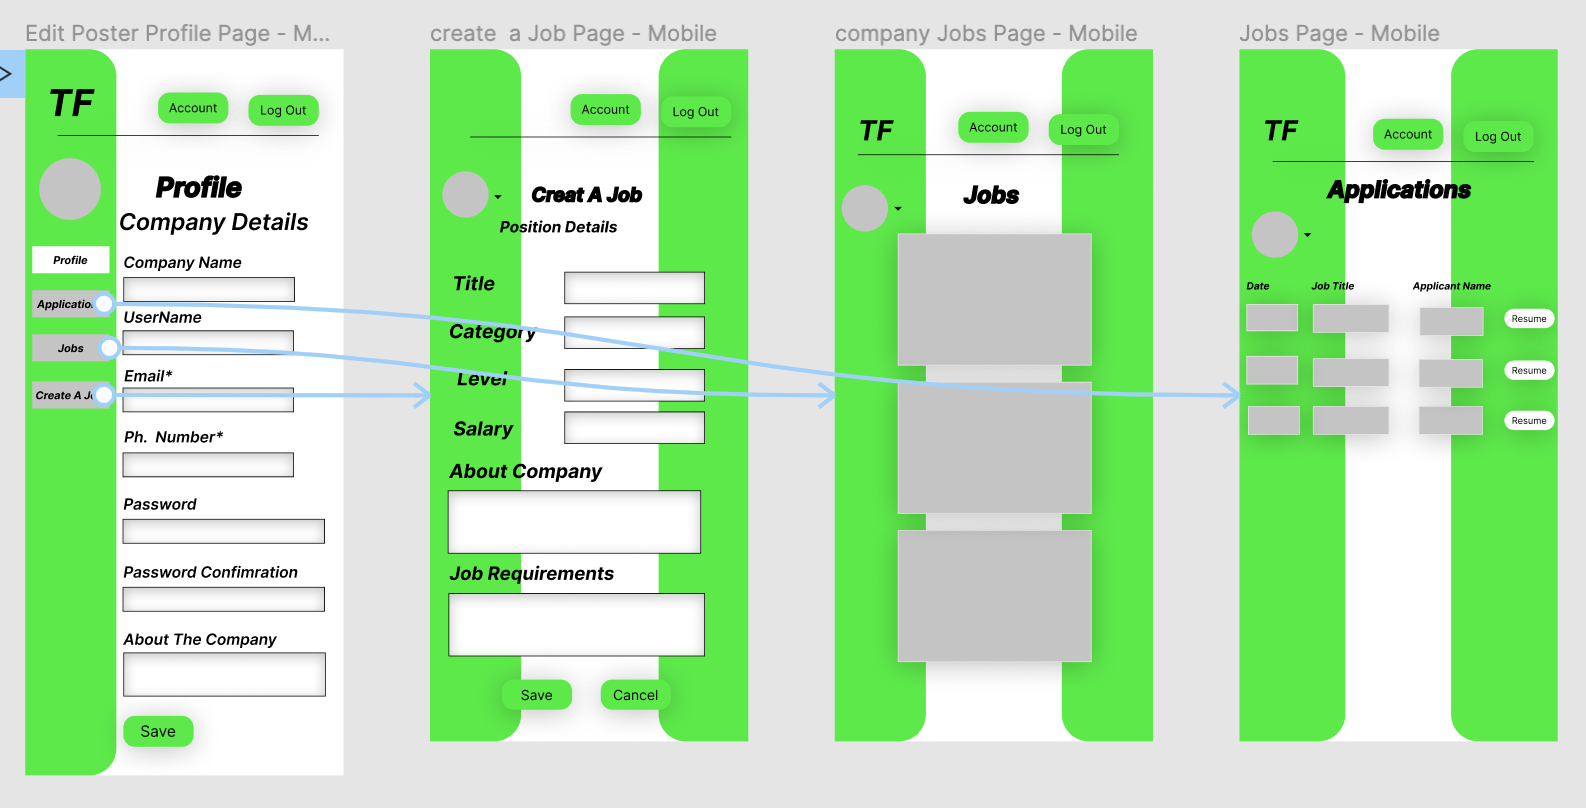 Edit Poster Profile Page - M...
TF
Account
Log Out
Profile
Company Details
Profile
Company Name
Application
UserName
Jobs
Email*
Create A J
Ph. Number*
Password
Password Confimration
About The Company
Save
create a Job Page - Mobile
Account
Log Out
Creat A Job
Position Details
Title
Category
Level
Salary
About Company
Job Requirements
Save
Cancel
company Jobs Page - Mobile
TF
Account
Log Out
Jobs
Jobs Page - Mobile
TF
Account
Log Out
Applications
Date
Job Title
Applicant Name
Resume
Resume
Resume